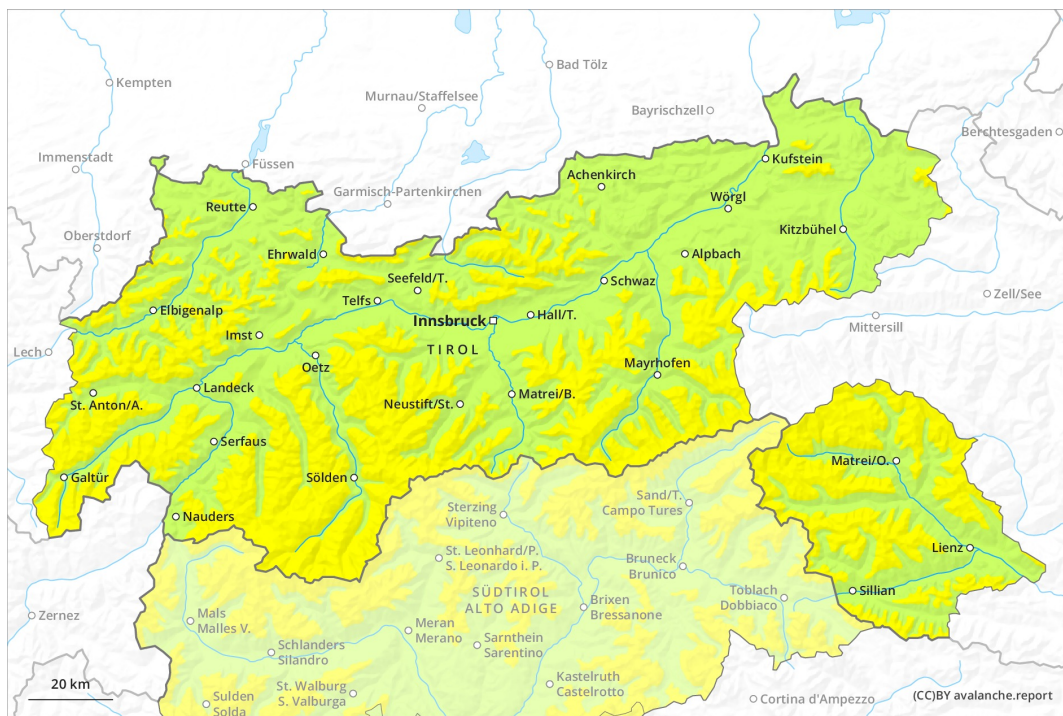 Kempten
Bad Tölz
Murnau/Staffelsee
Bayrischzell
Berchtesgaden
Immenstadt
Füssen
Kufstein
Achenkirch
Garmisch-Partenkirchen
Reutte
Wörgl
Oberstdorf
Kitzbühel
Ehrwald
Alpbach
Seefeld/T.
Schwaz
Zell/See
Telfs
Elbigenalp
Hall/T.
Innsbruck
Mittersill
Imst
TIROL
Lech
Mayrhofen
Oetz
Landeck
St. Anton/A.
Neustift/St.
Matrei/B.
Serfaus
Matrei/O.
Galtür
Sölden
Sand/T.
Campo Tures
Sterzing
Vipiteno
Nauders
Lienz
St. Leonhard/P.
S. Leonardo i. P.
Bruneck
Brunico
SÜDTIROL
ALTO ADIGE
Toblach
Dobbiaco
Sillian
Brixen
Bressanone
Zernez
Mals
Malles V.
Meran
Merano
Sarnthein
Sarentino
Schlanders
Silandro
20 km
St. Walburg
S. Valburga
Kastelruth
Castelrotto
Sulden
Solda
Cortina d'Ampezzo
(CC)BY avalanche.report